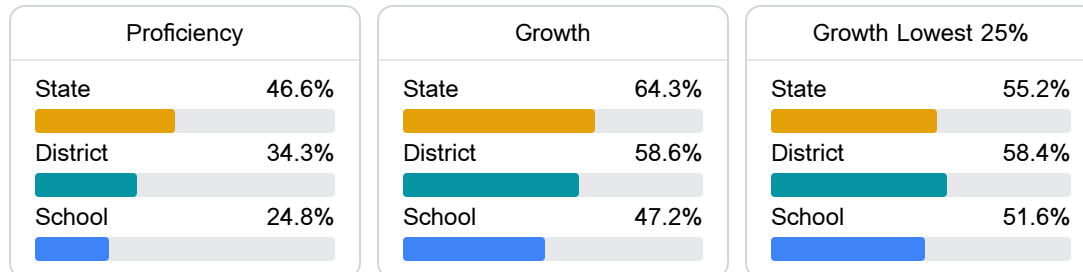 Proficiency
State 46.6%
District 34.3%
School 24.8%
Growth
State 64.3%
District 58.6%
School 47.2%
Growth Lowest 25%
State 55.2%
District 58.4%
School 51.6%